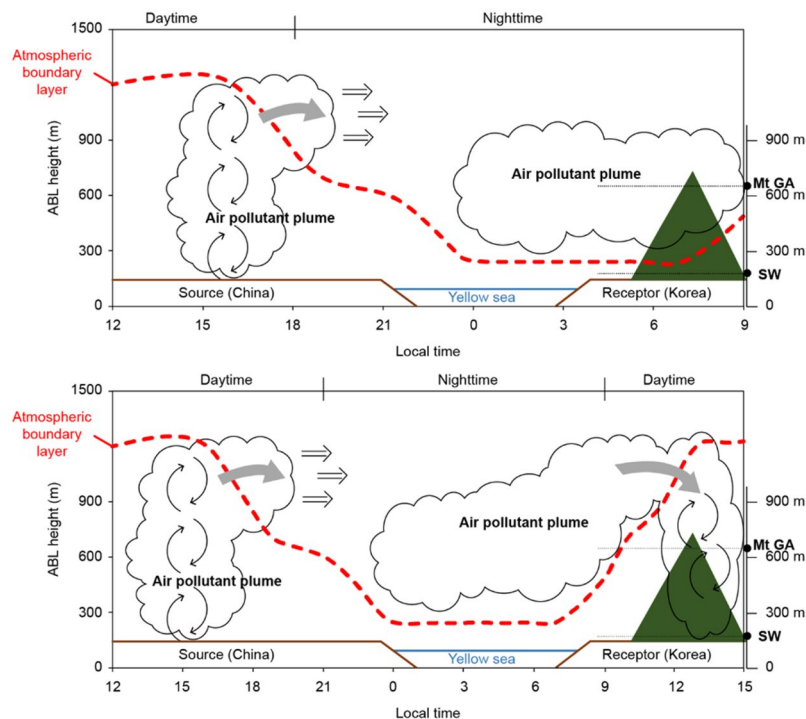 Daytime
Nighttime
1500
Atmospheric
boundary
layer
900
600
300
0
ABL height (m)
Air pollutant plume
Air pollutant plume
900 m
Mt GA
600 m
300 m
SW
0
Source (China)
Yellow sea
Receptor (Korea)
12
15
18
21
0
3
6
9
Local time
Daytime
Nighttime
Daytime
1500
Atmospheric
boundary
layer
900
600
300
0
ABL height (m)
Air pollutant plume
Air pollutant plume
900 m
Mt GA
600 m
300 m
SW
0
Source (China)
Yellow sea
Receptor (Korea)
12
15
18
21
0
3
6
9
12
15
Local time